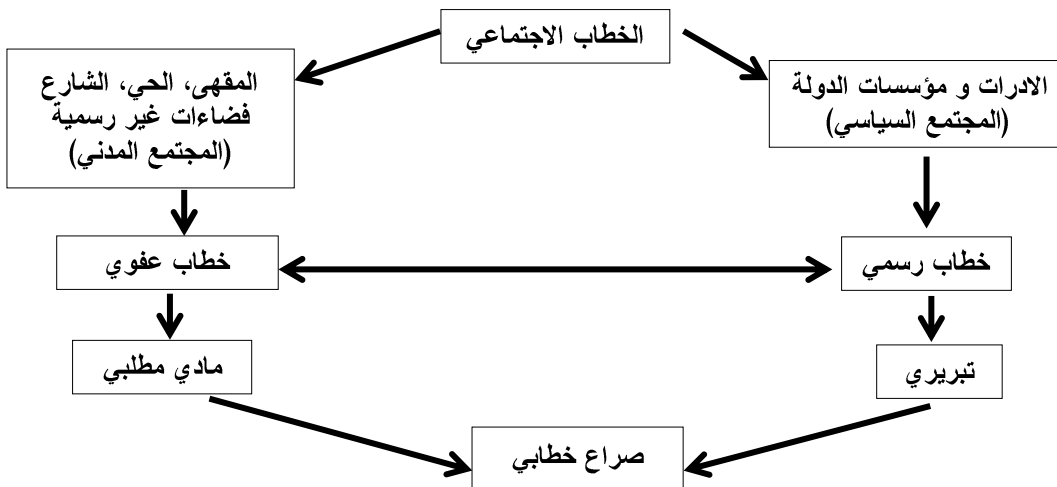 الخطاب الاجتماعي
الادرات و مؤسسات الدولة
(المجتمع السياسي)
المقهى، الحي، الشارع
فضاءات غير رسمية
(المجتمع المدني)
خطاب رسمي
خطاب عفوي
تبريري
مادي مطلبي
صراع خطابي